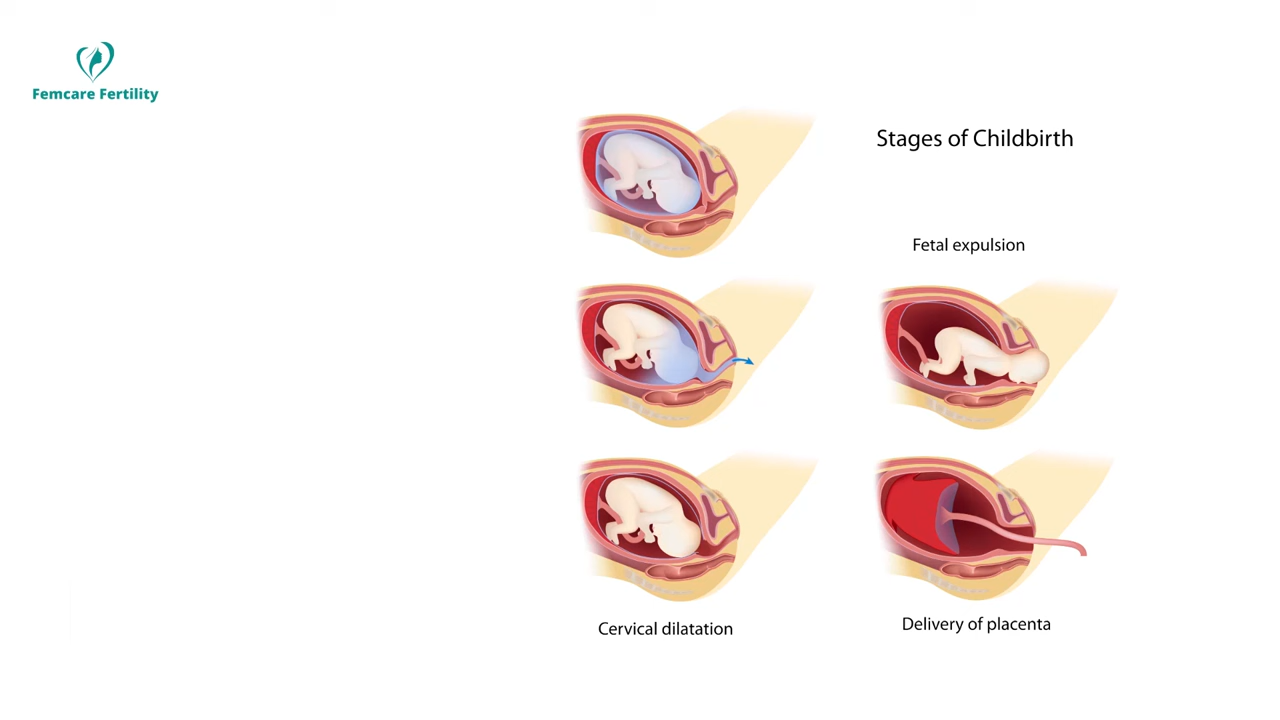 Femcare Fertility
Stages of Childbirth
Fetal expulsion
Cervical dilatation
Delivery of placenta